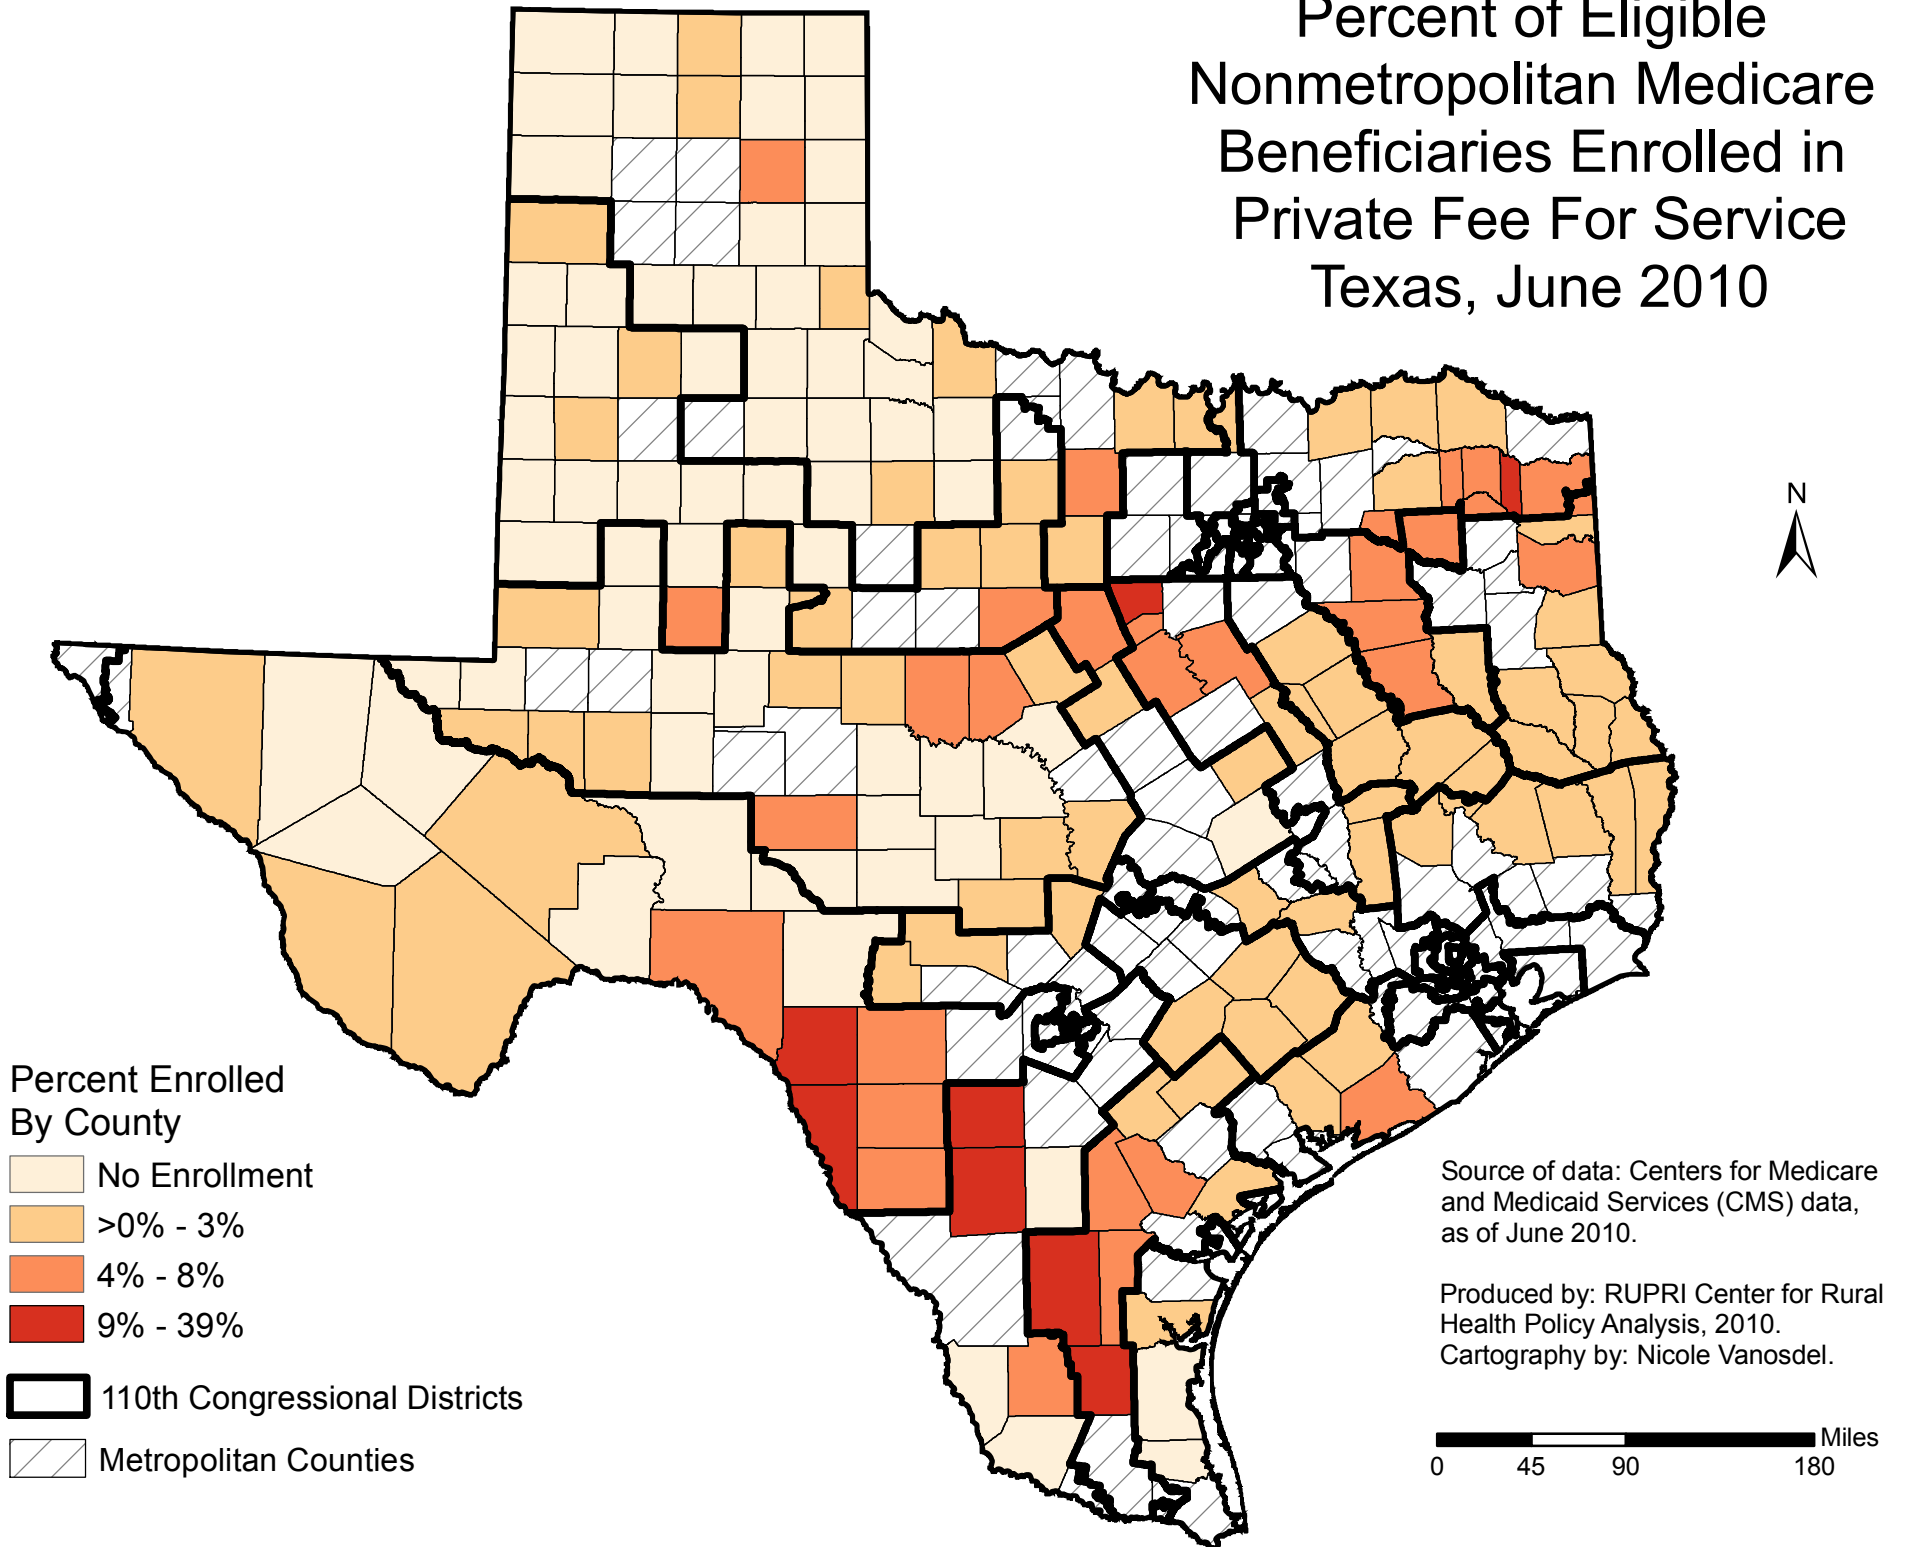 Percent of Eligible
Nonmetropolitan Medicare
Beneficiaries Enrolled in
Private Fee For Service
Texas, June 2010
N
Percent Enrolled
By County
No Enrollment
>0% - 3%
4% - 8%
9% - 39%
110th Congressional Districts
Metropolitan Counties
Source of data: Centers for Medicare
and Medicaid Services (CMS) data,
as of June 2010.
Produced by: RUPRI Center for Rural
Health Policy Analysis, 2010.
Cartography by: Nicole Vanosdel.
Miles
0 45 90 180